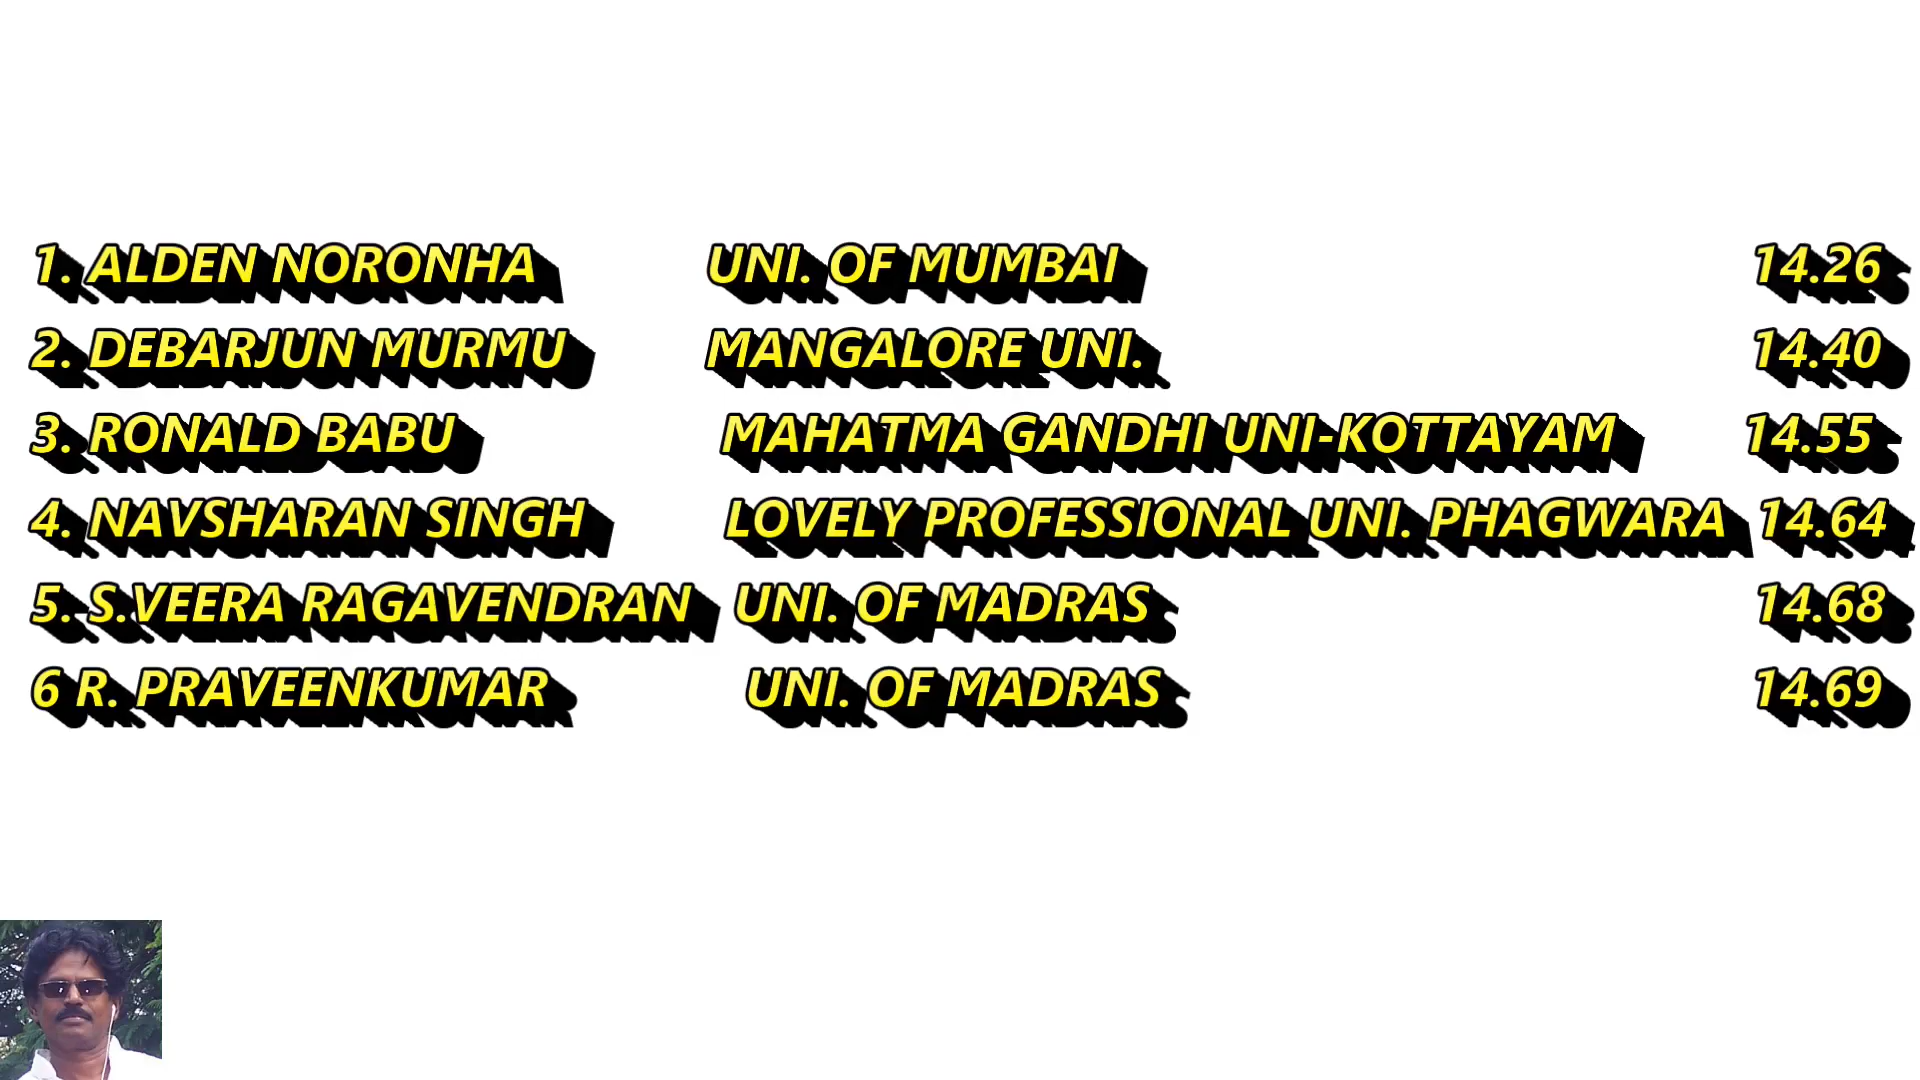 1. ALDEN NORONHA UNI. OF MUMBAI 14.26
2. DEBARJUN MURMU MANGALORE UNI. 14.40
3. RONALD BABU MAHATMA GANDHI UNI-KOTTAYAM 14.55
4. NAVSHARAN SINGH LOVELY PROFESSIONAL UNI. PHAGWARA 14.64
5. S.VEERA RAGAVENDRAN UNI. OF MADRAS 14.68
6 R. PRAVEENKUMAR UNI. OF MADRAS 14.69